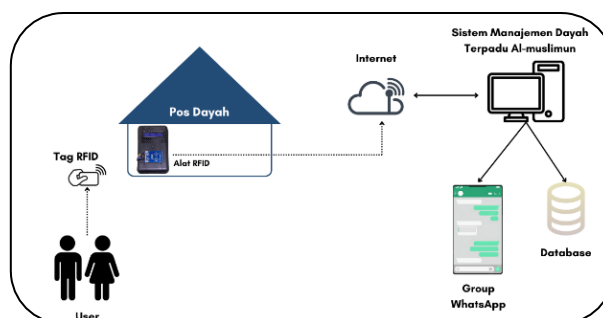 Sistem Manajemen Dayah
Terpadu Al-muslimun
Internet
Pos Dayah
Tag RFID
Alat RFID
Database
Group
WhatsApp
User